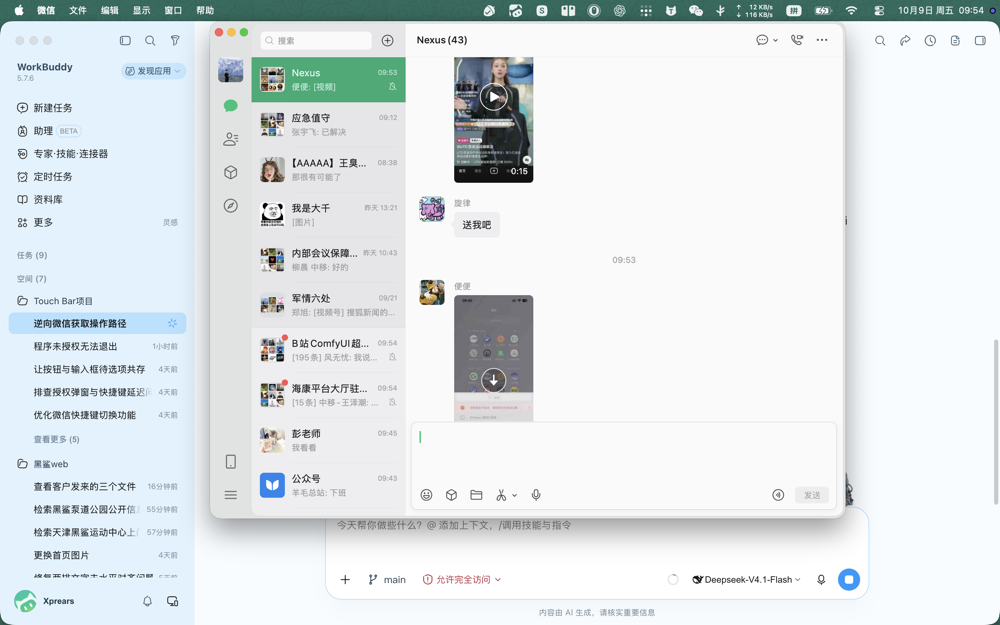 微信 文件 编辑 显示 窗口 帮助
12 KB/s
116 KB/s
拼
10月9日 周五 09:54
WorkBuddy
5.7.6
发现应用
新建任务
助理 BETA
专家·技能·连接器
定时任务
资料库
更多 灵感
任务 (9)
空间 (7)
Touch Bar项目
逆向微信获取操作路径
程序未授权无法退出 1小时前
让按钮与输入框待选项共存 4天前
排查授权弹窗与快捷键延迟 4天前
优化微信快捷键切换功能 4天前
查看更多 (5)
黑鲨web
查看客户发来的三个文件 16分钟前
检索黑鲨泵道公园公开信 55分钟前
检索天津黑鲨运动中心上 57分钟前
更换首页图片 4天前
Xprears
搜索
Nexus 09:53
便便: [视频]
应急值守 09:12
张宇飞: 已解决
【AAAAA】王臭... 08:38
那很有可能了
我是大千 昨天 13:21
[图片]
内部会议保障... 昨天 10:43
柳晨 中移: 好的
军情六处 09/21
郑旭: [视频号] 搜狐新闻的...
B站ComfyUI超... 09:54
[195条] 风无忧: 我说...
海康平台大厅驻... 09:54
[15条] 中移-王泽潮: ...
彭老师 09:45
我看看
公众号 09:43
羊毛总站: 下班
Nexus (43)
0:15
旋律
送我吧
09:53
便便
发送
今天帮你做些什么? @ 添加上下文, /调用技能与指令
main
允许完全访问
Deepseek-V4.1-Flash
内容由 AI 生成，请核实重要信息